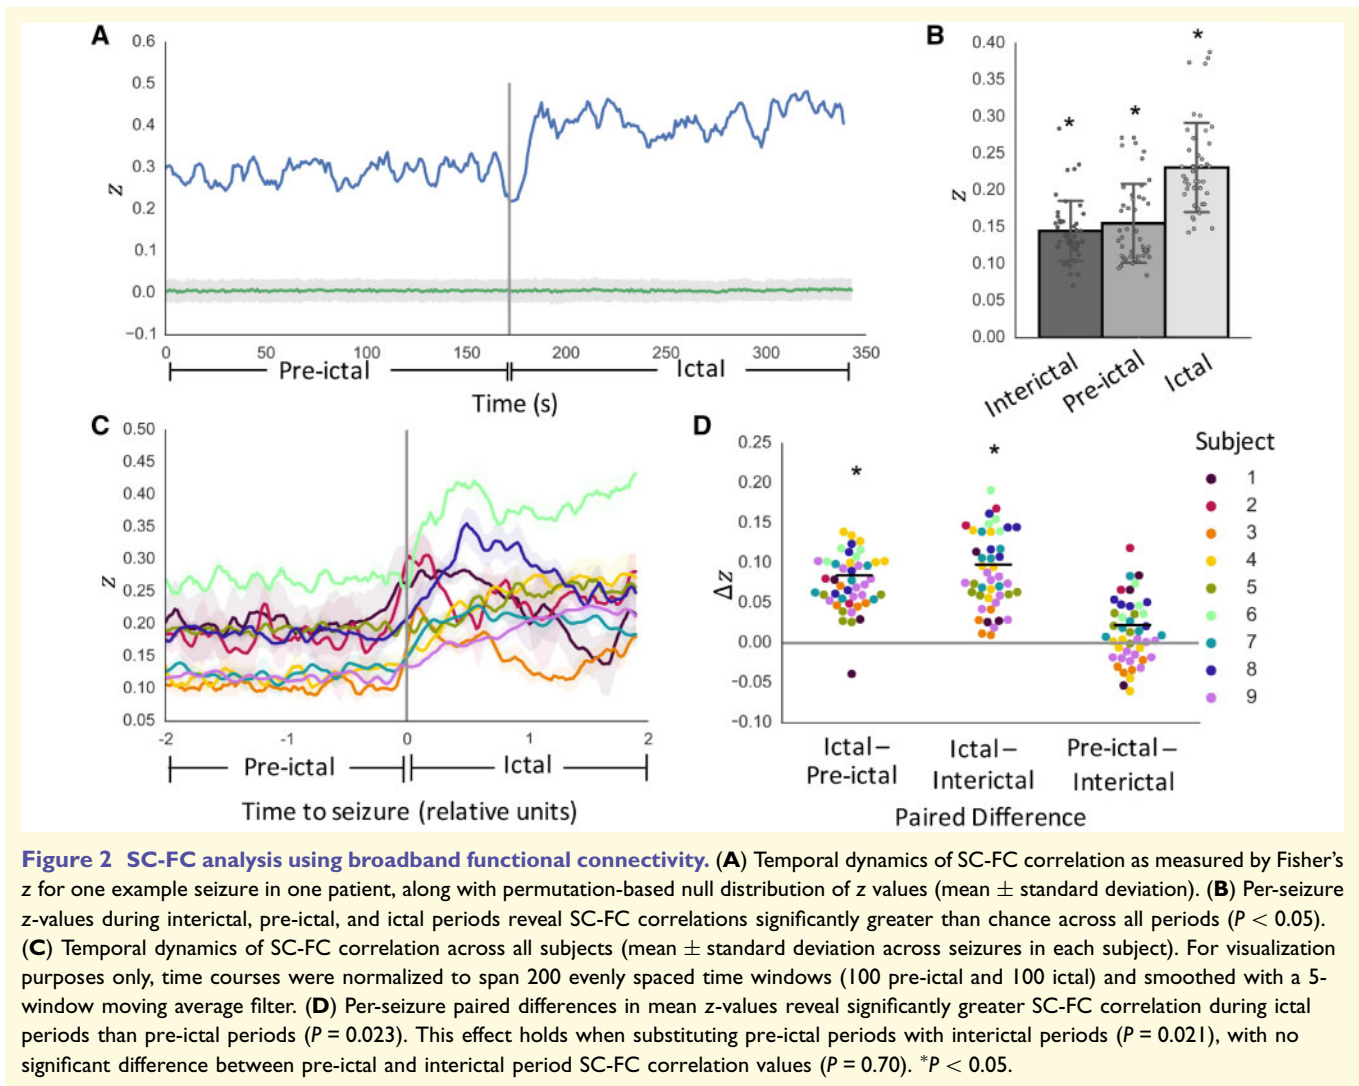 A
0.6
0.5
0.4
0.3
0.2
0.1
0.0
−0.1
z
0 50 100 150 200 250 300 350
Pre-ictal Ictal
Time (s)
B
0.40
0.35
0.30
0.25
0.20
0.15
0.10
0.05
0.00
z
* * *
Interictal Pre-ictal Ictal
C
0.50
0.45
0.40
0.35
0.30
0.25
0.20
0.15
0.10
0.05
z
-2 -1 0 1 2
Pre-ictal Ictal
Time to seizure (relative units)
D
0.25
0.20
0.15
0.10
0.05
0.00
−0.05
−0.10
Δz
* *
Ictal – Pre-ictal
Ictal – Interictal
Pre-ictal – Interictal
Paired Difference
Subject
1
2
3
4
5
6
7
8
9
Figure 2 SC-FC analysis using broadband functional connectivity. (A) Temporal dynamics of SC-FC correlation as measured by Fisher's
z for one example seizure in one patient, along with permutation-based null distribution of z values (mean ± standard deviation). (B) Per-seizure
z-values during interictal, pre-ictal, and ictal periods reveal SC-FC correlations significantly greater than chance across all periods (P < 0.05).
(C) Temporal dynamics of SC-FC correlation across all subjects (mean ± standard deviation across seizures in each subject). For visualization
purposes only, time courses were normalized to span 200 evenly spaced time windows (100 pre-ictal and 100 ictal) and smoothed with a 5-
window moving average filter. (D) Per-seizure paired differences in mean z-values reveal significantly greater SC-FC correlation during ictal
periods than pre-ictal periods (P = 0.023). This effect holds when substituting pre-ictal periods with interictal periods (P = 0.021), with no
significant difference between pre-ictal and interictal period SC-FC correlation values (P = 0.70). *P < 0.05.